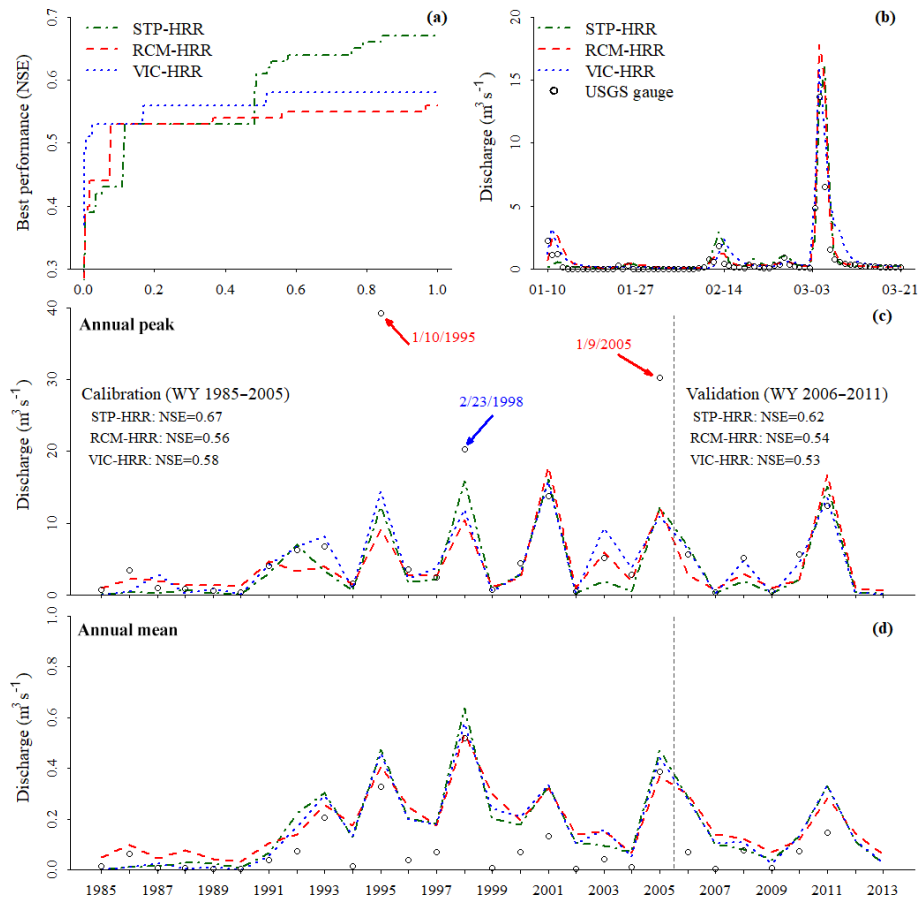 (a)
STP-HRR
RCM-HRR
VIC-HRR
Best performance (NSE)
0.3 0.4 0.5 0.6 0.7
0.0 0.2 0.4 0.6 0.8 1.0
(b)
STP-HRR
RCM-HRR
VIC-HRR
USGS gauge
Discharge (m³ s⁻¹)
0 5 10 15 20
01-10 01-27 02-14 03-03 03-21
Annual peak
(c)
1/10/1995
1/9/2005
2/23/1998
Calibration (WY 1985–2005)
STP-HRR: NSE=0.67
RCM-HRR: NSE=0.56
VIC-HRR: NSE=0.58
Validation (WY 2006–2011)
STP-HRR: NSE=0.62
RCM-HRR: NSE=0.54
VIC-HRR: NSE=0.53
Discharge (m³ s⁻¹)
0 10 20 30 40
Annual mean
(d)
Discharge (m³ s⁻¹)
0.0 0.2 0.4 0.6 0.8 1.0
1985 1987 1989 1991 1993 1995 1997 1999 2001 2003 2005 2007 2009 2011 2013